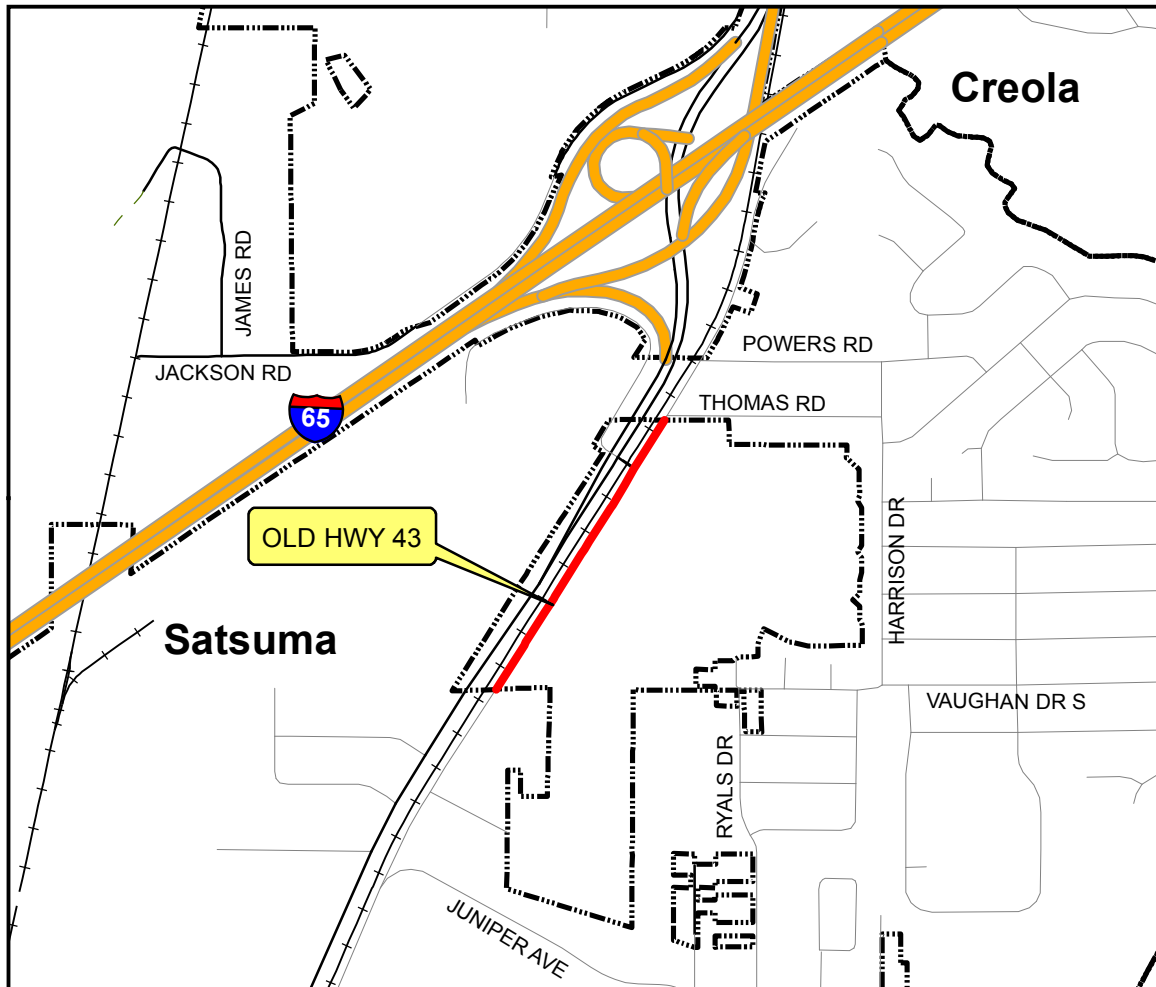 Creola
JAMES RD
POWERS RD
JACKSON RD
THOMAS RD
65
OLD HWY 43
HARRISON DR
Satsuma
VAUGHAN DR S
RYALS DR
JUNIPER AVE